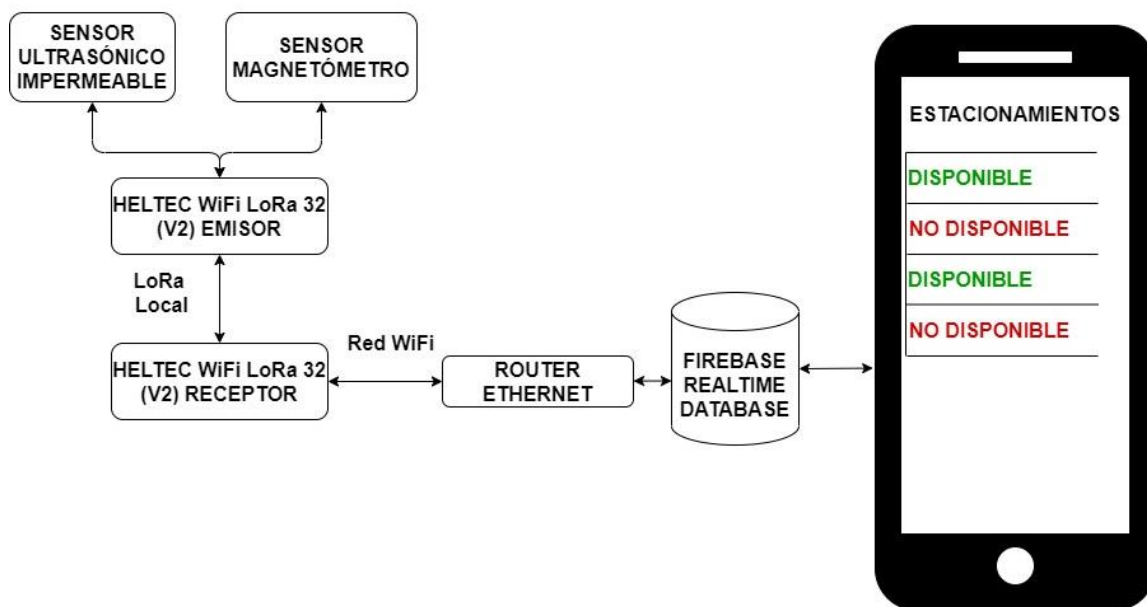 SENSOR
ULTRASÓNICO
IMPERMEABLE
SENSOR
MAGNETÓMETRO
HELTEC WiFi LoRa 32
(V2) EMISOR
LoRa
Local
HELTEC WiFi LoRa 32
(V2) RECEPTOR
Red WiFi
ROUTER
ETHERNET
FIREBASE
REALTIME
DATABASE
ESTACIONAMIENTOS
DISPONIBLE
NO DISPONIBLE
DISPONIBLE
NO DISPONIBLE